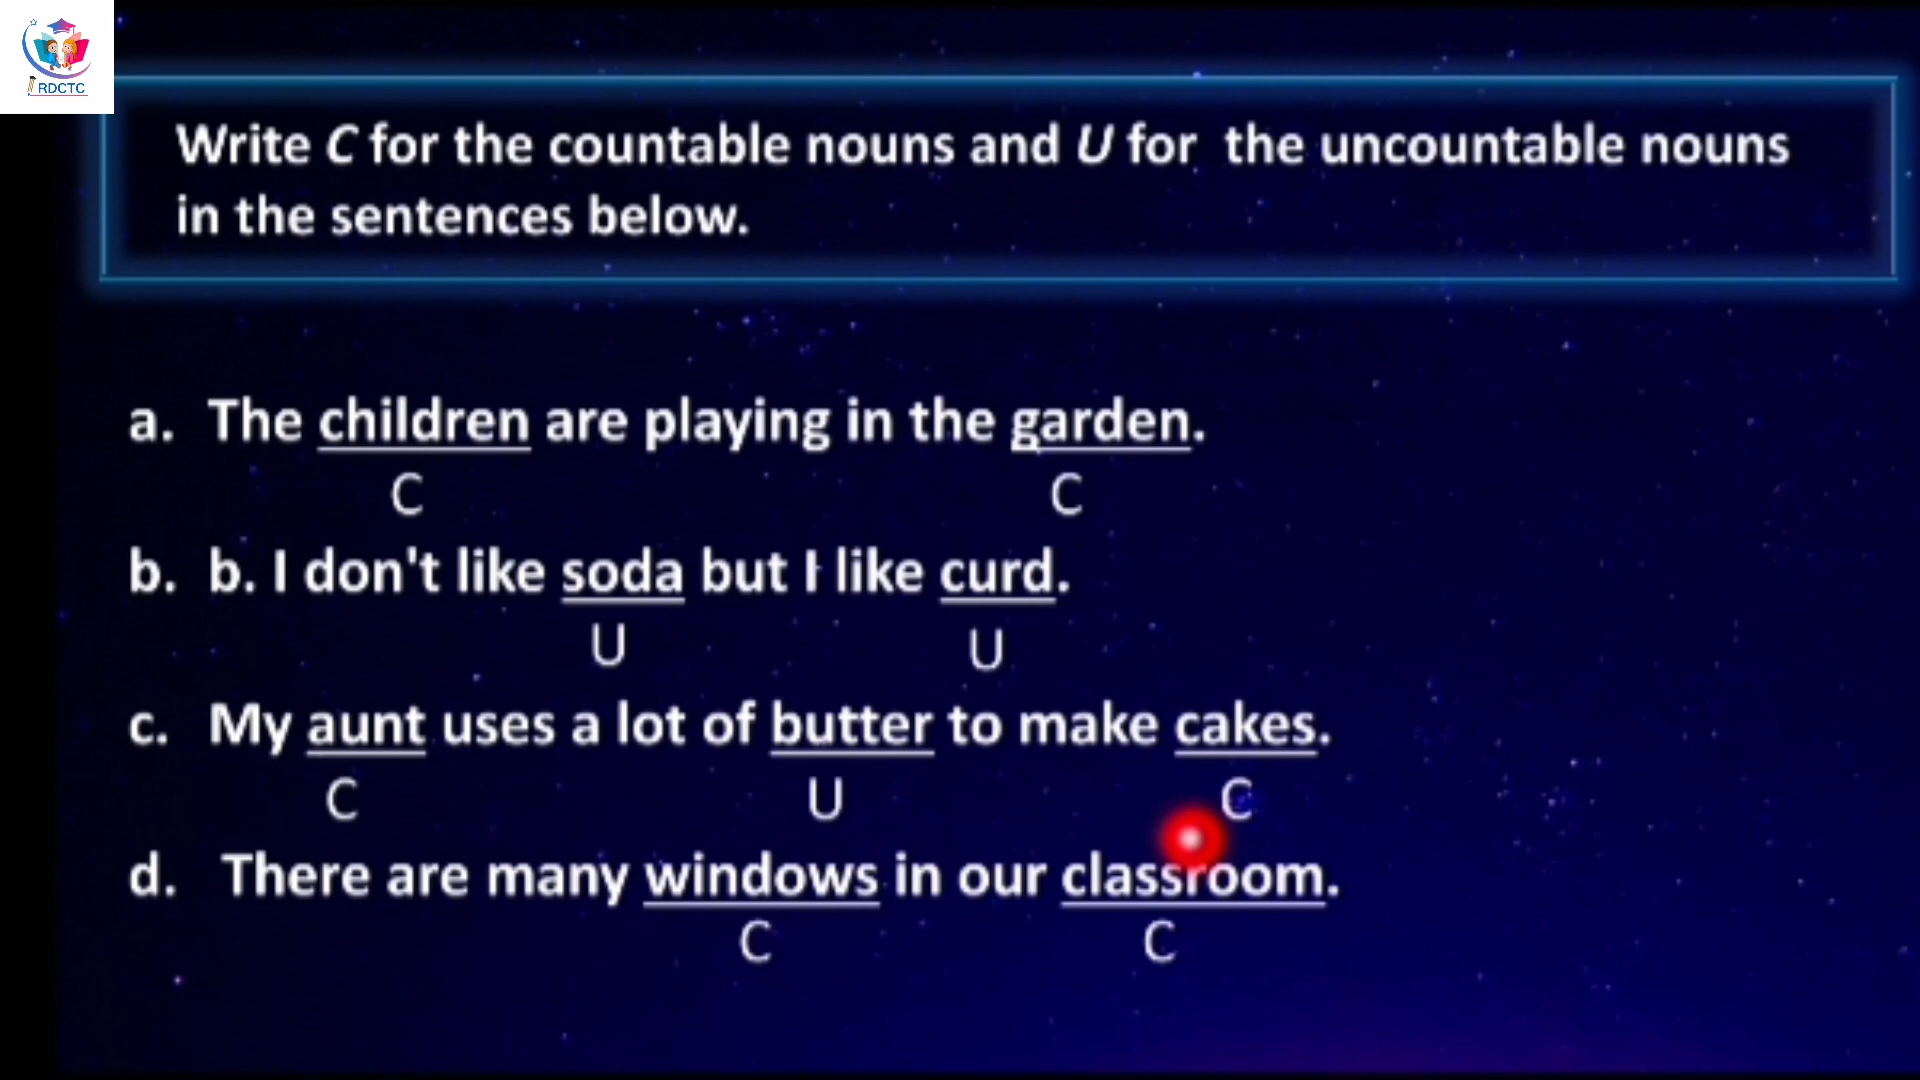 RDCTC
Write C for the countable nouns and U for the uncountable nouns
in the sentences below.
a. The children are playing in the garden.
C C
b. b. I don't like soda but I like curd.
U U
c. My aunt uses a lot of butter to make cakes.
C U C
d. There are many windows in our classroom.
C C